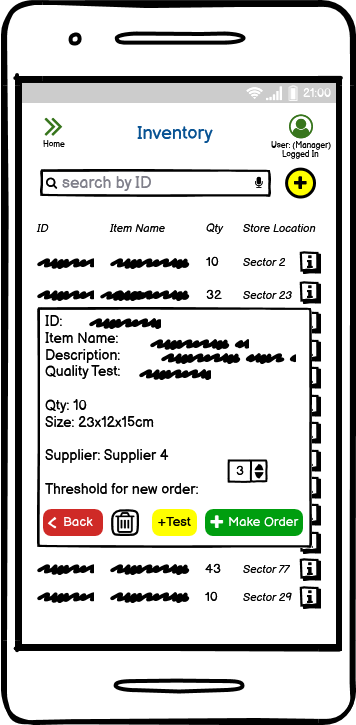 21:00
Home
Inventory
User: (Manager)
Logged In
search by ID
ID Item Name Qty Store Location
10 Sector 2
32 Sector 23
ID:
Item Name:
Description:
Quality Test:
Qty: 10
Size: 23x12x15cm
Supplier: Supplier 4
3
Threshold for new order:
Back +Test Make Order
43 Sector 77
10 Sector 29